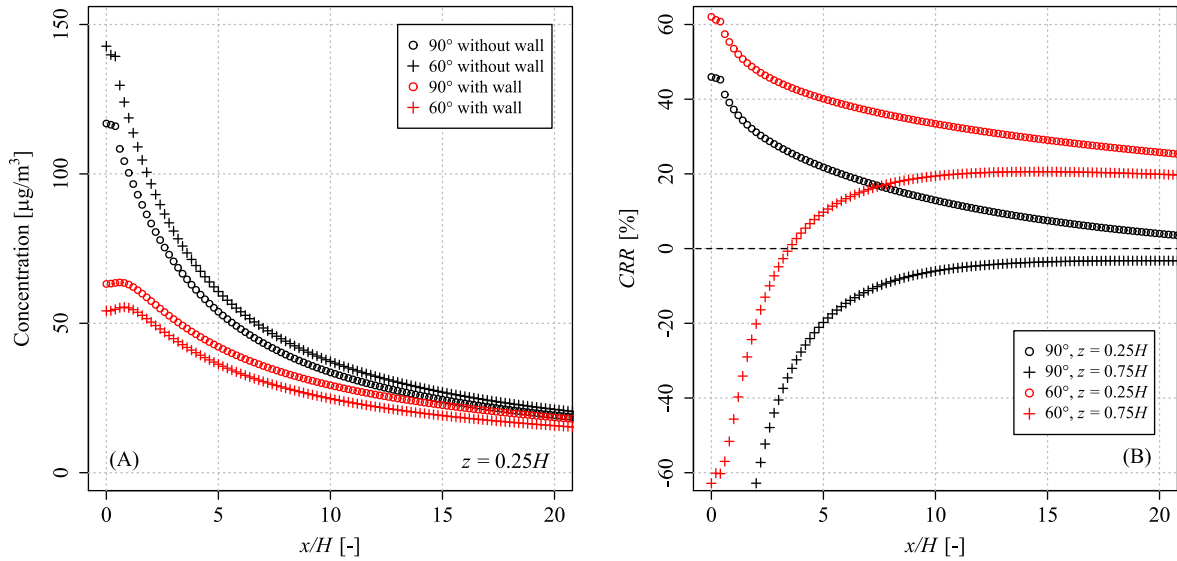 150
100
50
0
Concentration [µg/m³]
90° without wall
60° without wall
90° with wall
60° with wall
(A)
z = 0.25H
0 5 10 15 20
x/H [-]
60
40
20
0
-20
-40
-60
CRR [%]
90°, z = 0.25H
90°, z = 0.75H
60°, z = 0.25H
60°, z = 0.75H
(B)
0 5 10 15 20
x/H [-]